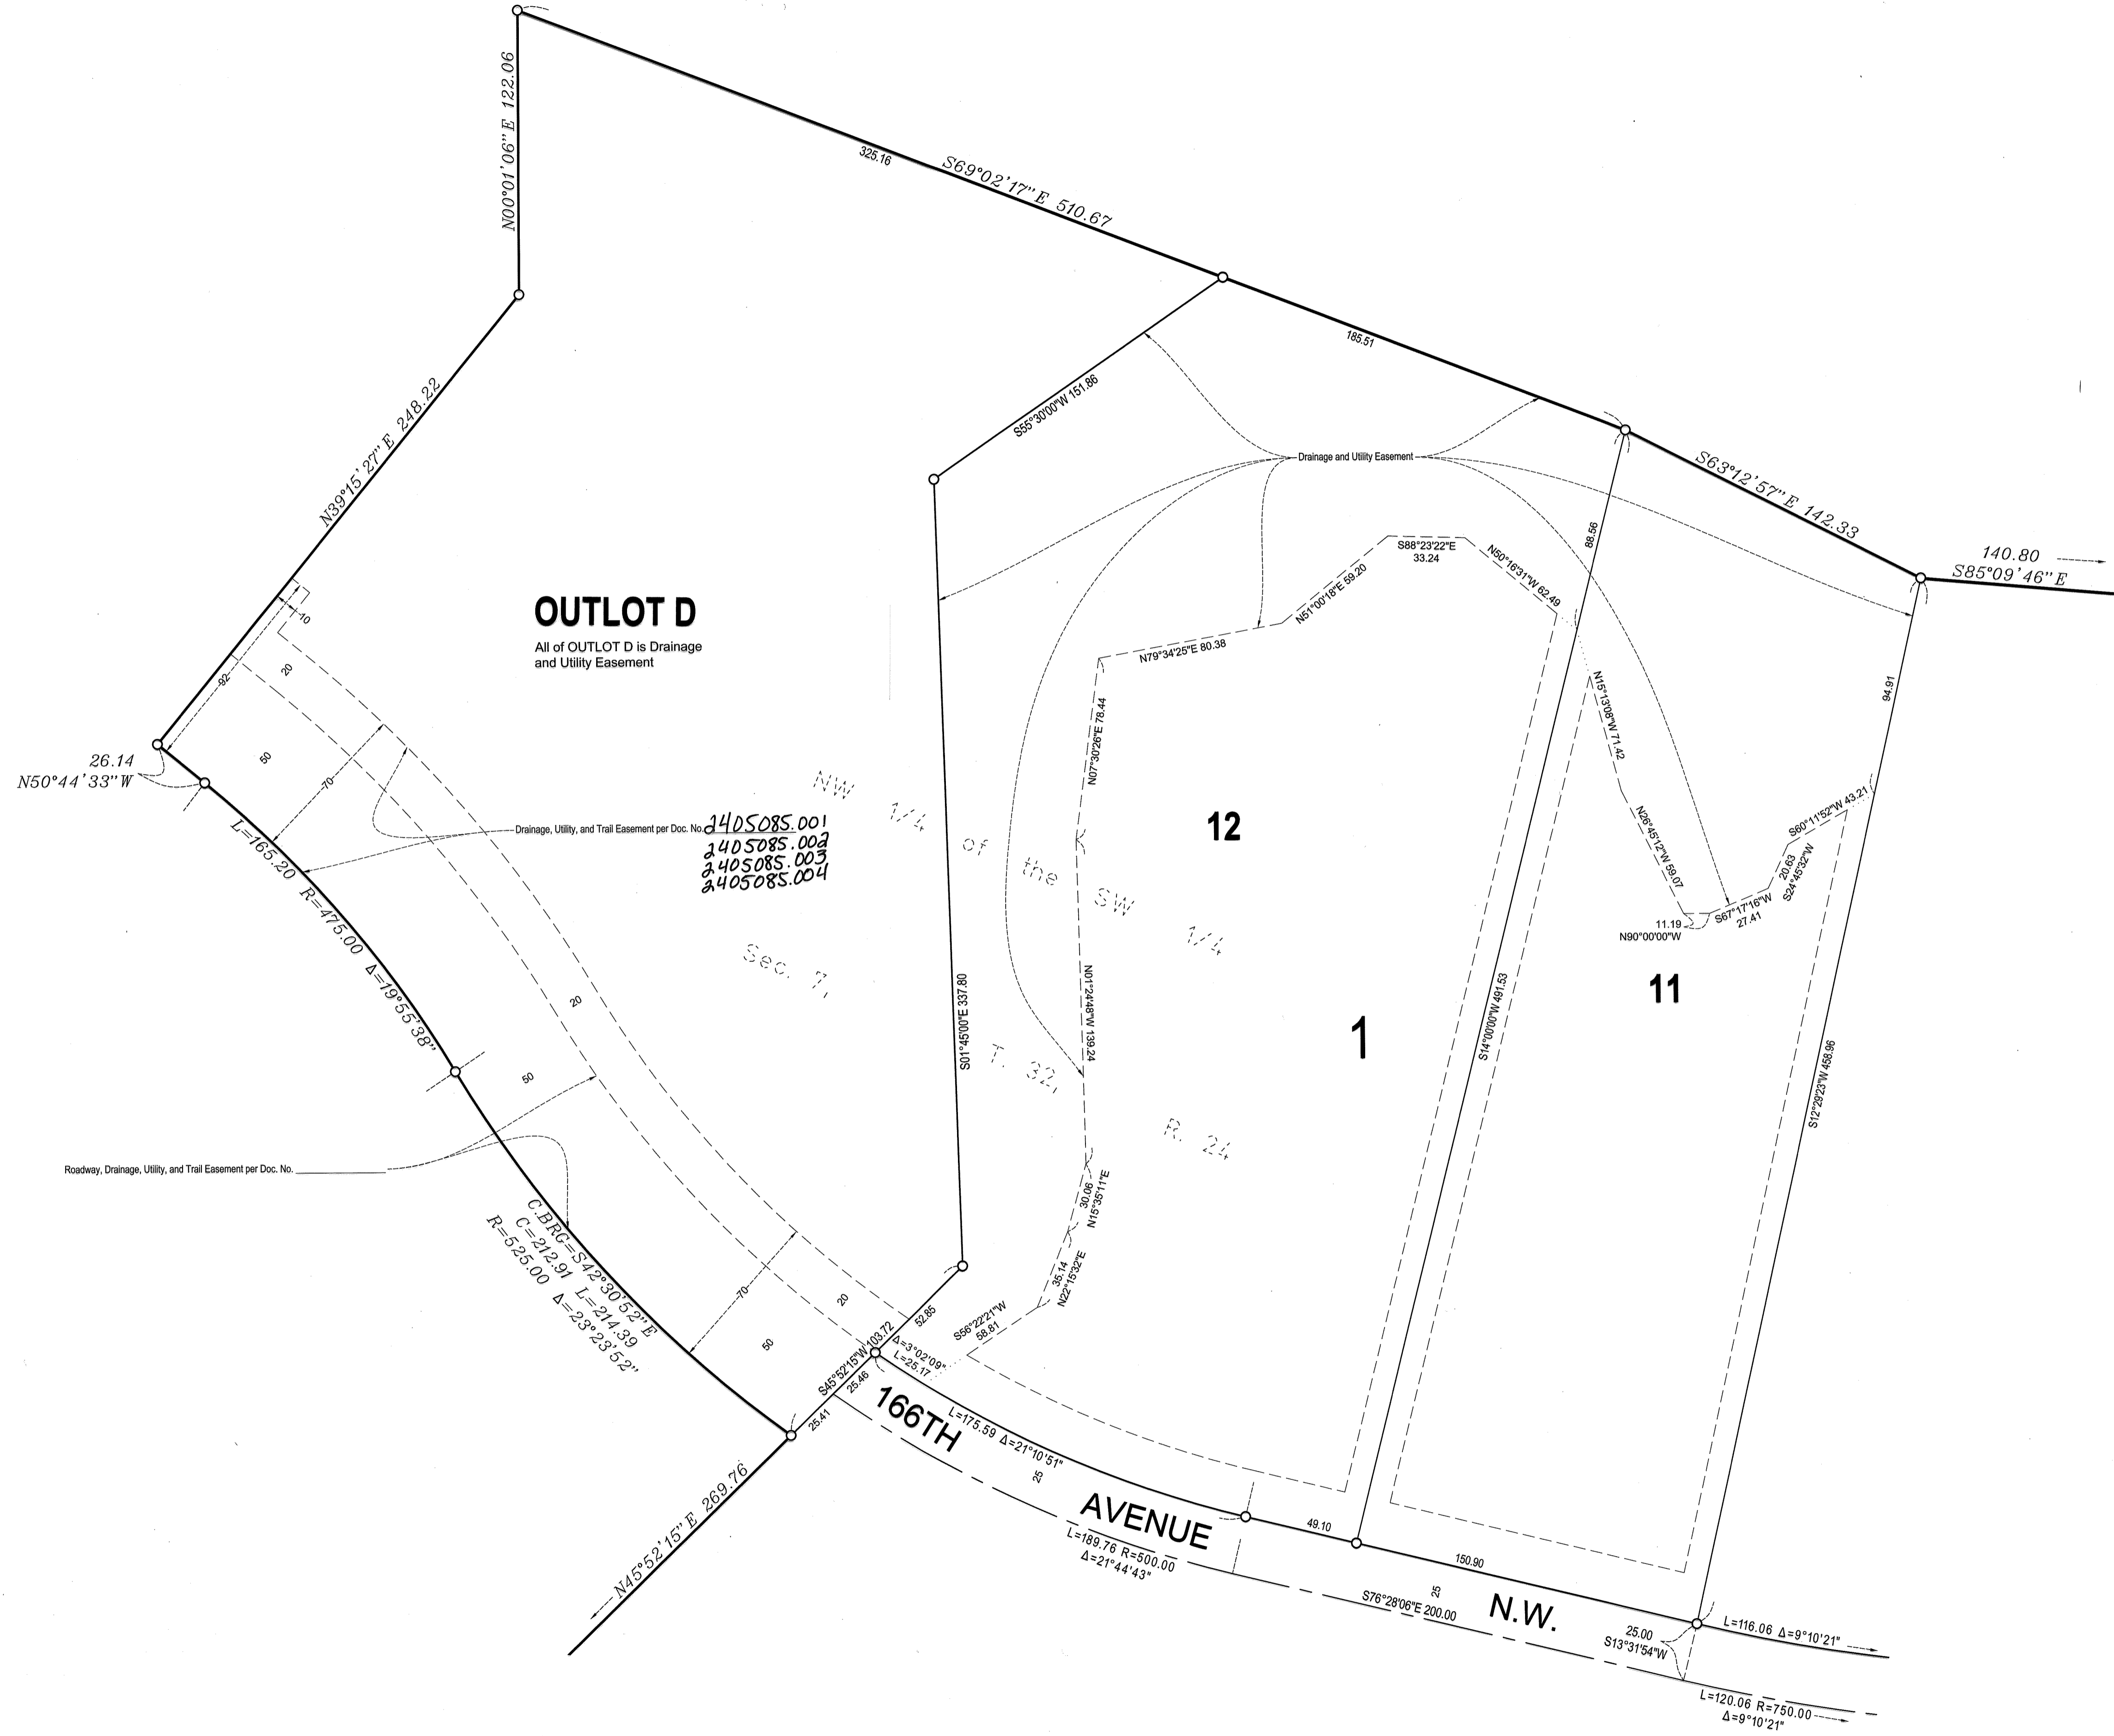 N00°01'06"E 122.06
325.16
S69°02'17"E 510.67
185.51
S55°30'00"W 151.86
N39°15'27"E 248.22
Drainage and Utility Easement
S63°12'57"E 142.33
88.56
140.80
S85°09'46"E
S88°23'22"E
33.24
N50°16'31"W 62.49
N51°00'18"E 59.20
N79°34'25"E 80.38
OUTLOT D
All of OUTLOT D is Drainage
and Utility Easement
10
20
92
50
70
26.14
N50°44'33"W
94.91
N15°13'08"W 71.42
N07°30'26"E 78.44
NW 1/4 of the SW 1/4
Sec. 7,
T. 32,
R. 24
12
Drainage, Utility, and Trail Easement per Doc. No. 2405085.001
2405085.002
2405085.003
2405085.004
L=165.20 R=475.00 Δ=19°55'38"
N26°45'12"W 59.07
S60°11'52"W 43.21
20.63
S24°45'32"W
S67°17'16"W
27.41
11.19
N90°00'00"W
11
1
20
50
S01°45'00"E 337.80
N01°24'48"W 139.24
S14°00'00"W 491.53
S12°29'23"W 458.96
Roadway, Drainage, Utility, and Trail Easement per Doc. No.
30.06
N15°35'11"E
35.14
N22°15'32"E
S56°22'21"W
58.81
C.BRG=S42°30'52"E
C=212.91 L=214.39
R=525.00 Δ=23°23'52"
70
20
50
52.85
S45°52'15"W 103.72
Δ=3°02'09"
L=25.17
25.46
25.41
166TH AVENUE N.W.
L=175.59 Δ=21°10'51"
25
L=189.76 R=500.00
Δ=21°44'43"
49.10
150.90
25
S76°28'06"E 200.00
N45°52'15"E 269.76
25.00
S13°31'54"W
L=116.06 Δ=9°10'21"
L=120.06 R=750.00
Δ=9°10'21"